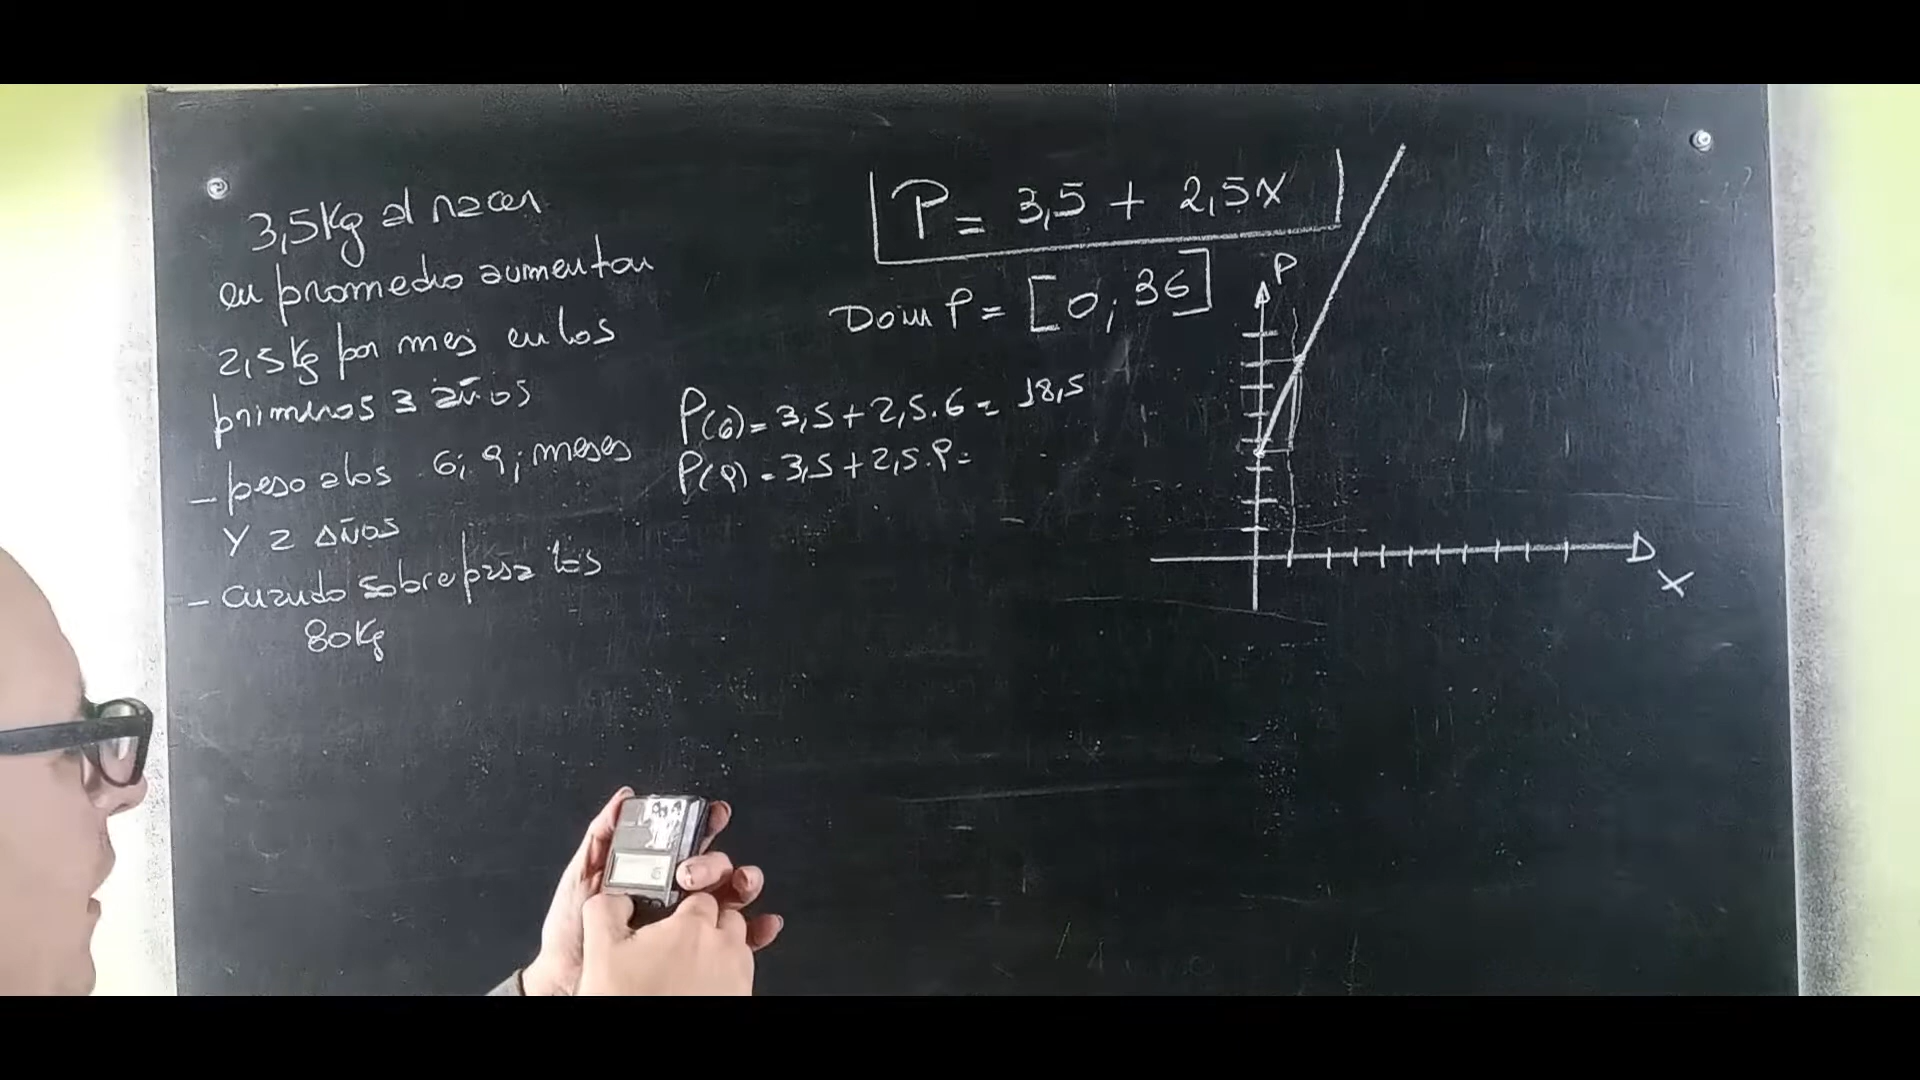 3,5Kg al nacer
en promedio aumentan
2,5Kg por mes en los
primeros 3 años
- peso a los 6; 9; meses
Y 2 AÑOS
- cuando sobrepasa los
80Kg
P = 3,5 + 2,5x
Dom P = [0; 36]
P(6) = 3,5 + 2,5.6 = 18,5
P(9) = 3,5 + 2,5.9 =
P
X